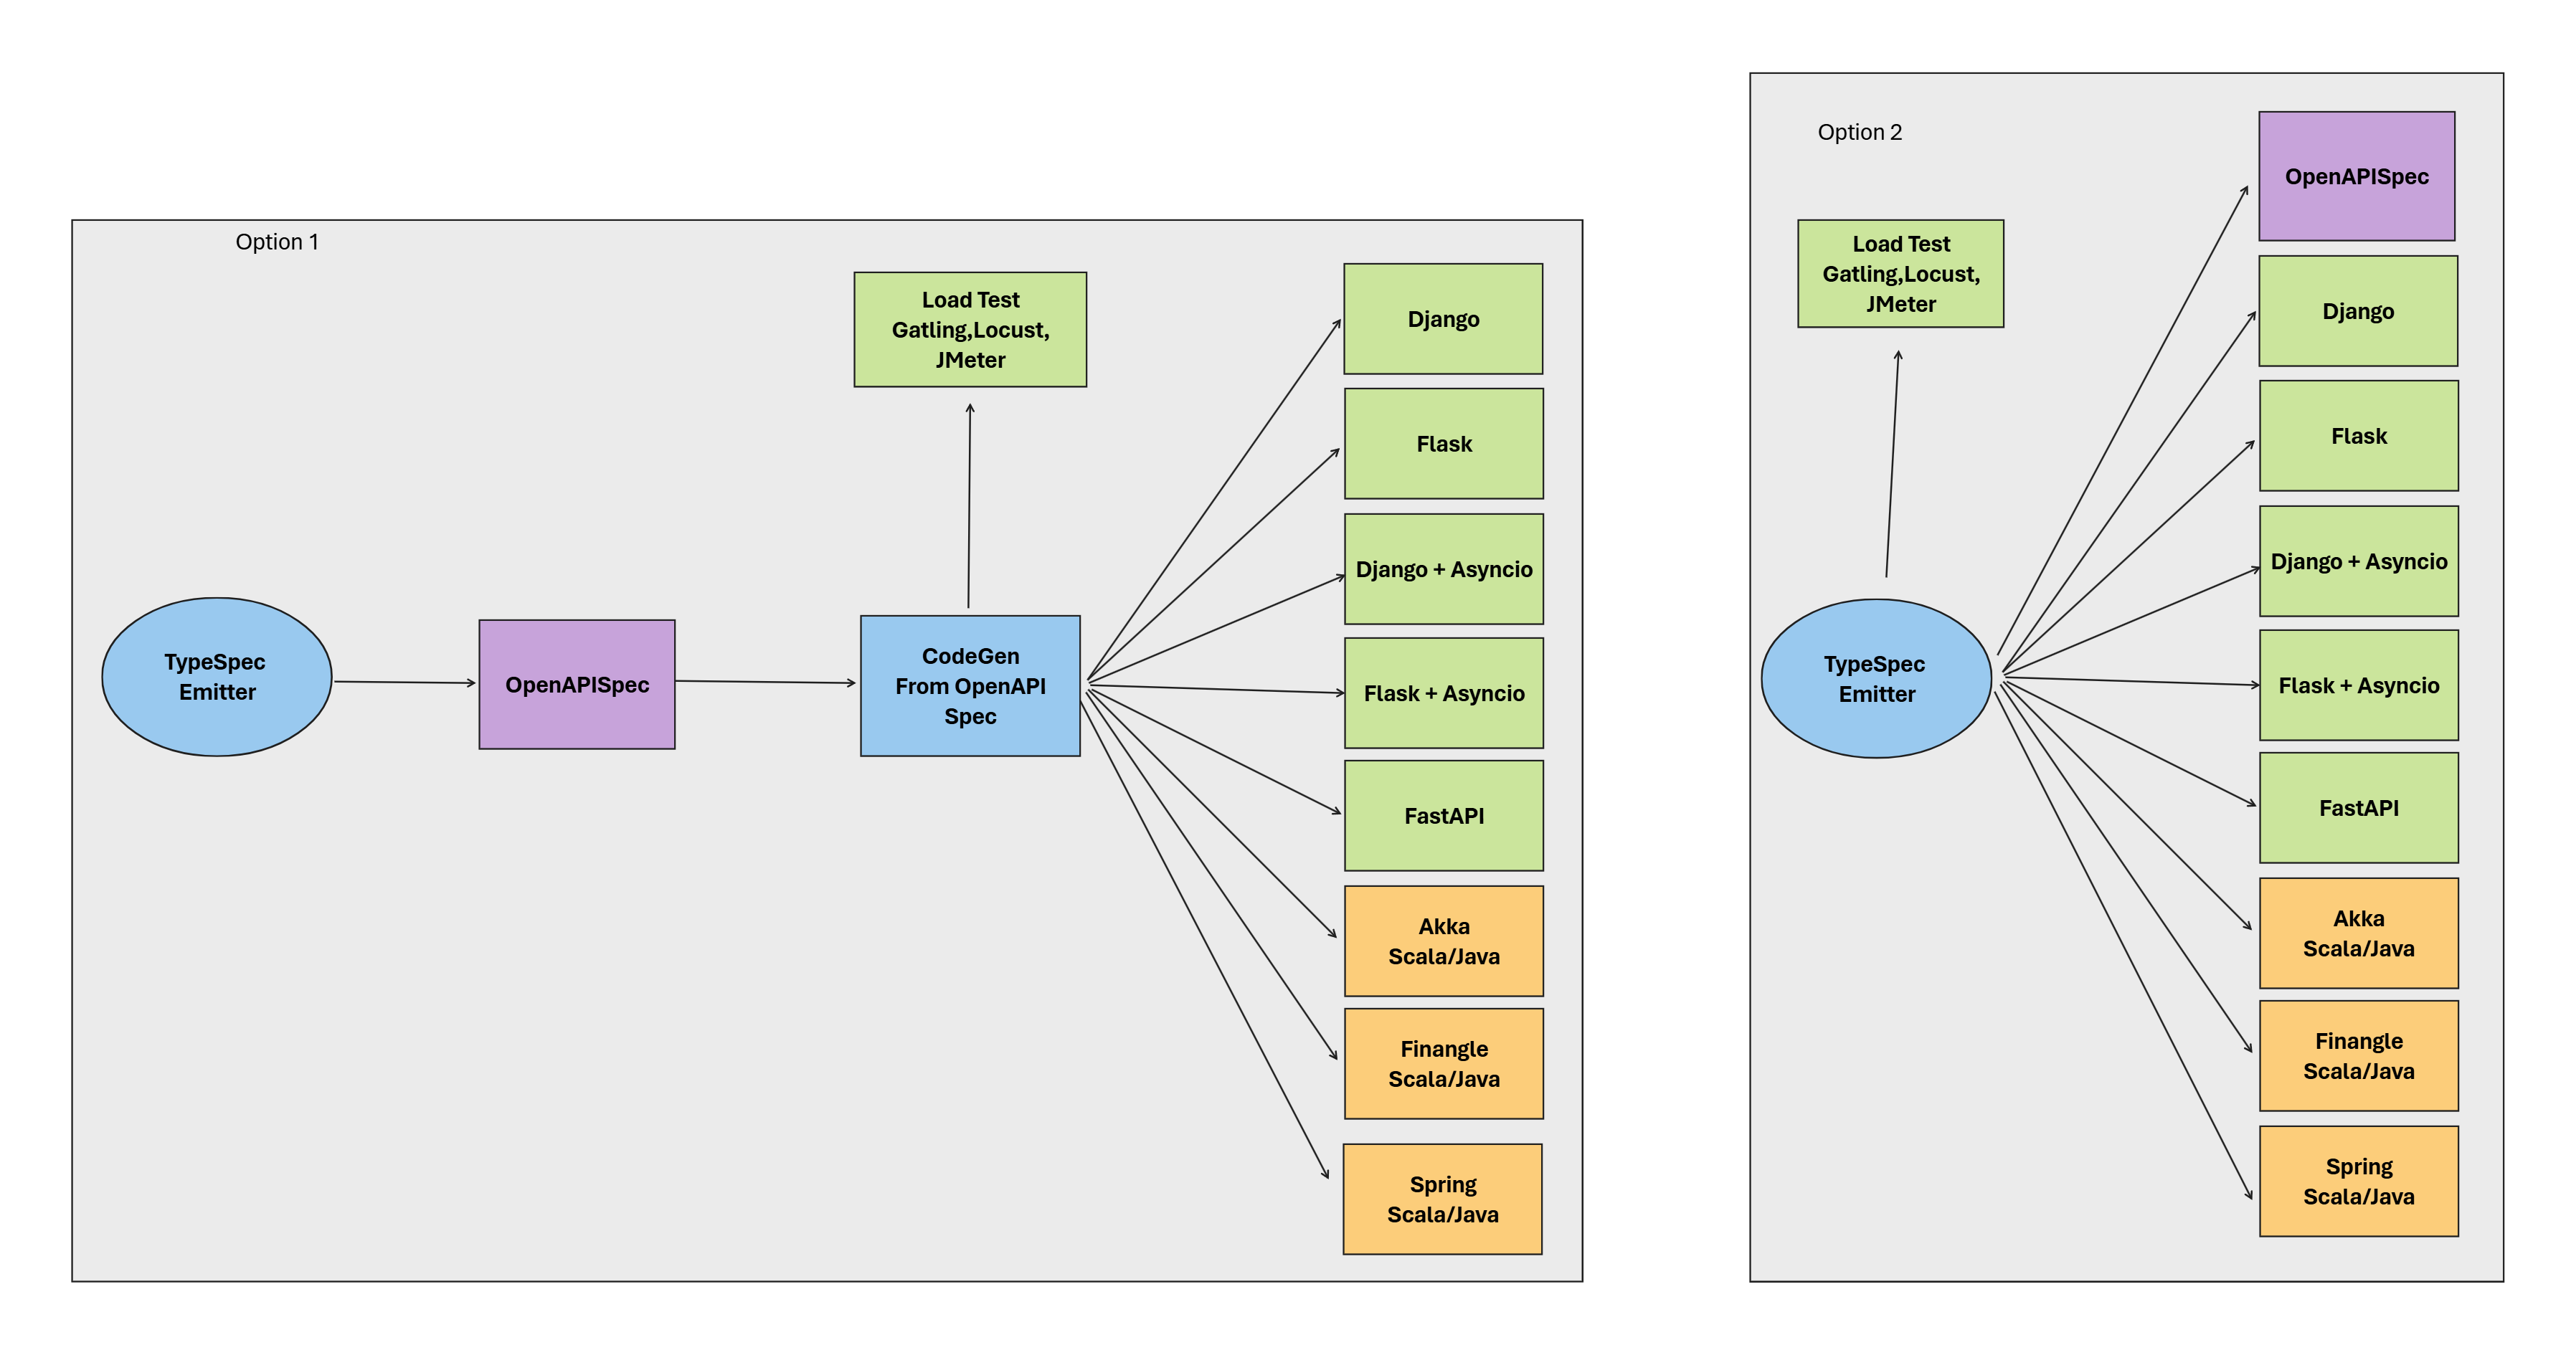 Option 1
Load Test
Gatling,Locust,
JMeter
TypeSpec
Emitter
OpenAPISpec
CodeGen
From OpenAPI
Spec
Django
Flask
Django + Asyncio
Flask + Asyncio
FastAPI
Akka
Scala/Java
Finangle
Scala/Java
Spring
Scala/Java
Option 2
Load Test
Gatling,Locust,
JMeter
TypeSpec
Emitter
OpenAPISpec
Django
Flask
Django + Asyncio
Flask + Asyncio
FastAPI
Akka
Scala/Java
Finangle
Scala/Java
Spring
Scala/Java